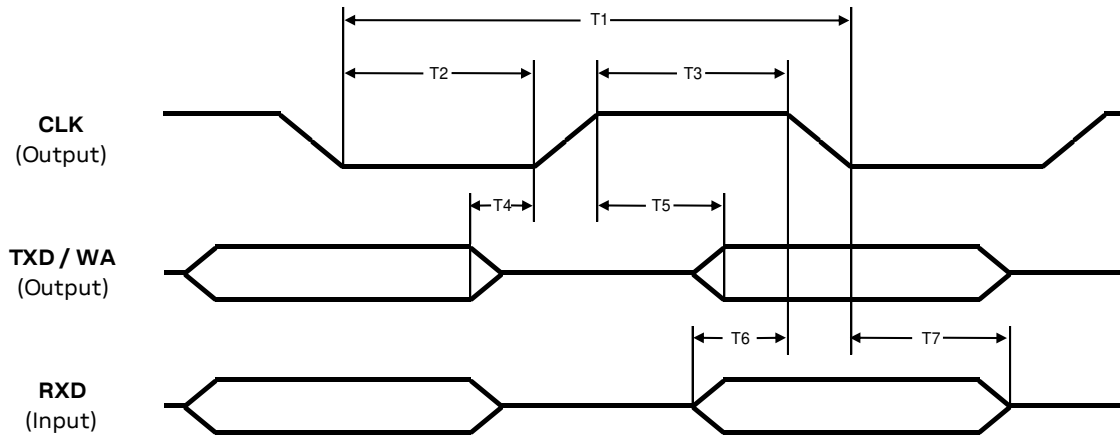 T1
T2
T3
CLK
(Output)
T4
T5
TXD / WA
(Output)
T6
T7
RXD
(Input)